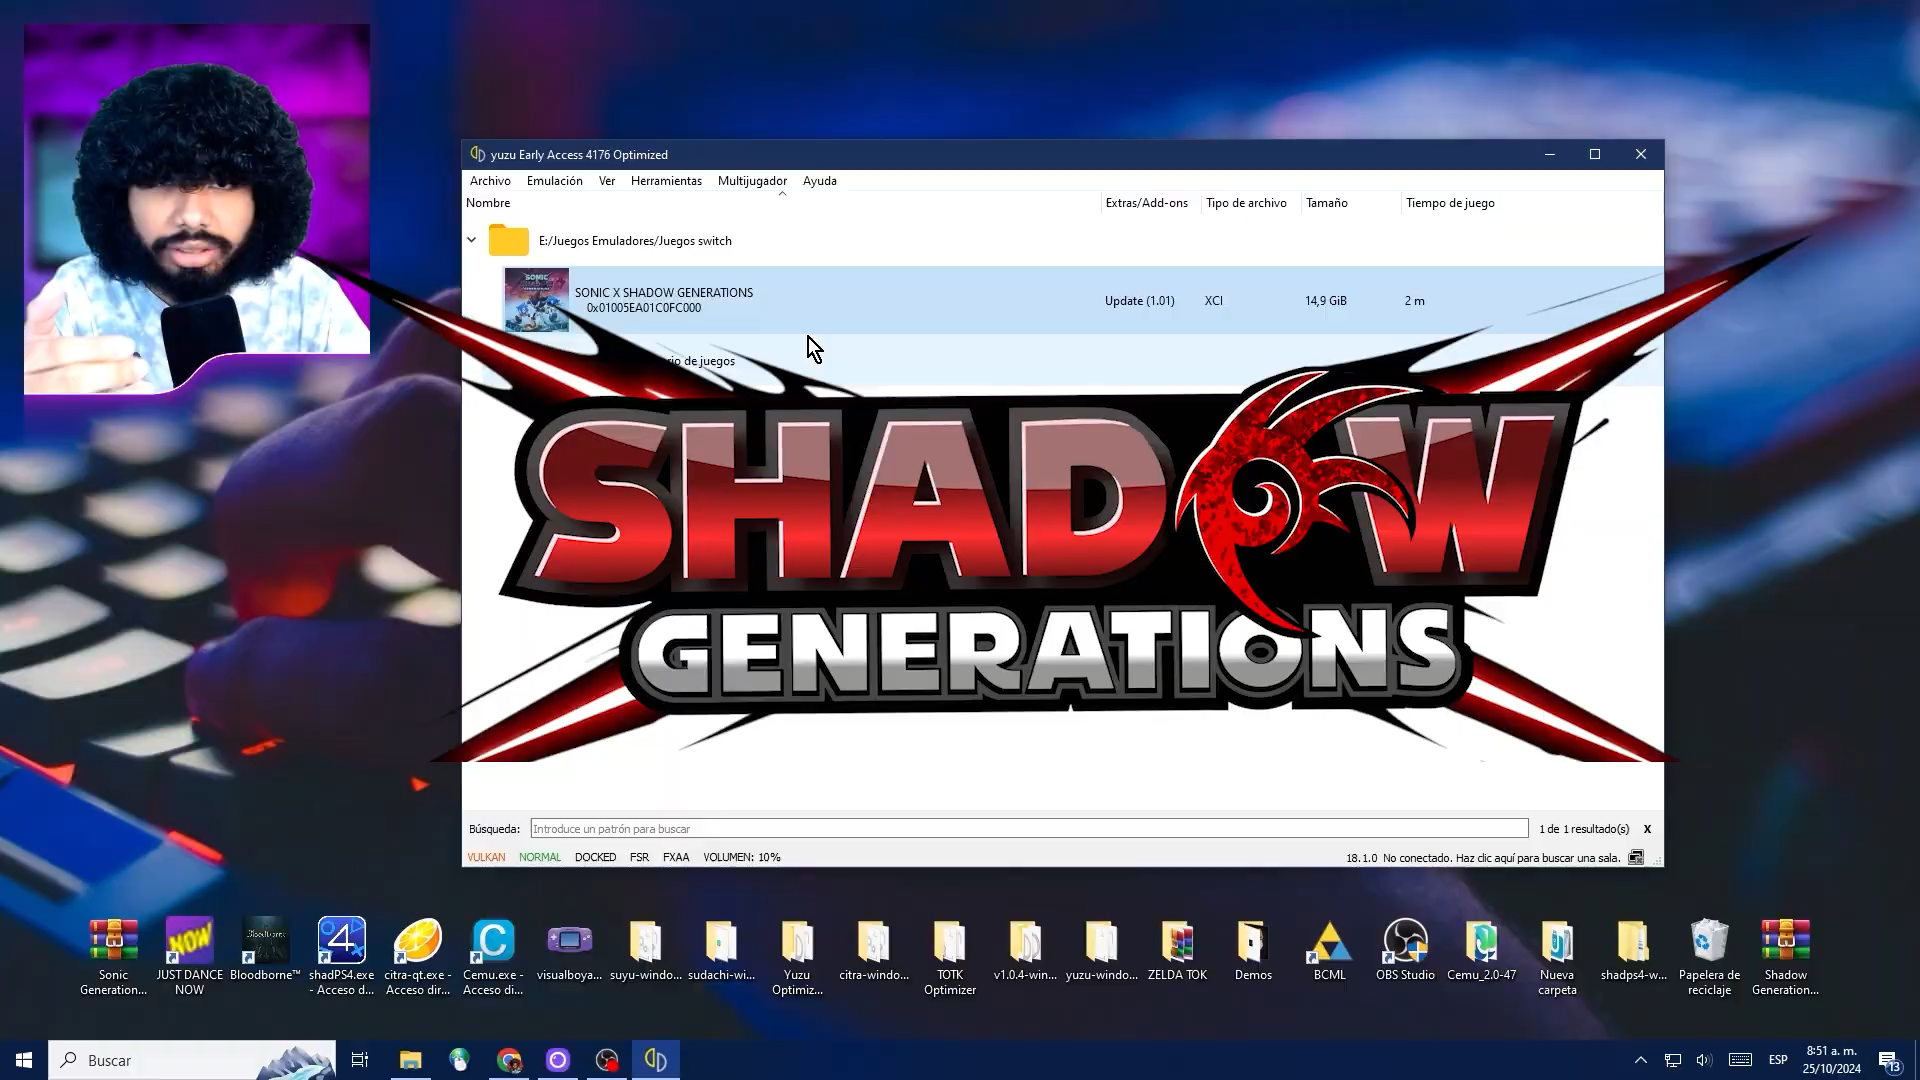 yuzu Early Access 4176 Optimized
Archivo Emulación Ver Herramientas Multijugador Ayuda
Nombre Extras/Add-ons Tipo de archivo Tamaño Tiempo de juego
E:/Juegos Emuladores/Juegos switch
SONIC X SHADOW GENERATIONS
0x01005EA01C0FC000
Update (1.01) XCI 14,9 GiB 2 m
de juegos
SHADOW
GENERATIONS
Búsqueda: Introduce un patrón para buscar 1 de 1 resultado(s) X
VULKAN NORMAL DOCKED FSR FXAA VOLUMEN: 10% 18.1.0 No conectado. Haz clic aquí para buscar una sala.
Sonic Generation...
JUST DANCE NOW
Bloodborne™
shadPS4.exe - Acceso d...
citra-qt.exe - Acceso dir...
Cemu.exe - Acceso di...
visualboya...
suyu-windo...
sudachi-wi...
Yuzu Optimiz...
citra-windo...
TOTK Optimizer
v1.0.4-win...
yuzu-windo...
ZELDA TOK
Demos
BCML
OBS Studio
Cemu_2.0-47
Nueva carpeta
shadps4-w...
Papelera de reciclaje
Shadow Generation...
Buscar
ESP
8:51 a. m.
25/10/2024
13